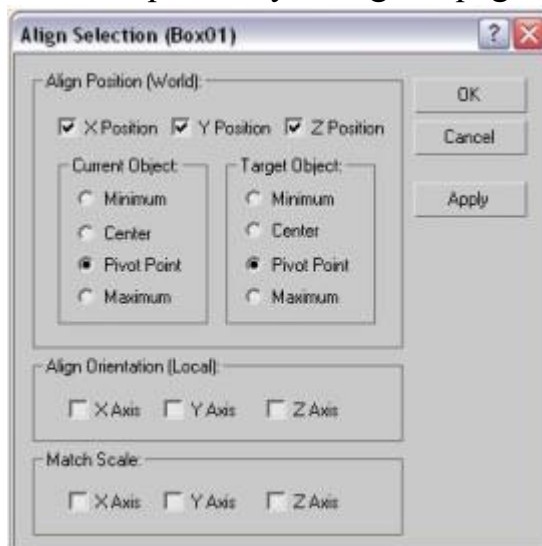 Align Selection (Box01)
Align Position (World):
X Position Y Position Z Position
Current Object:
Minimum
Center
Pivot Point
Maximum
Target Object:
Minimum
Center
Pivot Point
Maximum
Align Orientation (Local):
X Axis Y Axis Z Axis
Match Scale:
X Axis Y Axis Z Axis
OK
Cancel
Apply